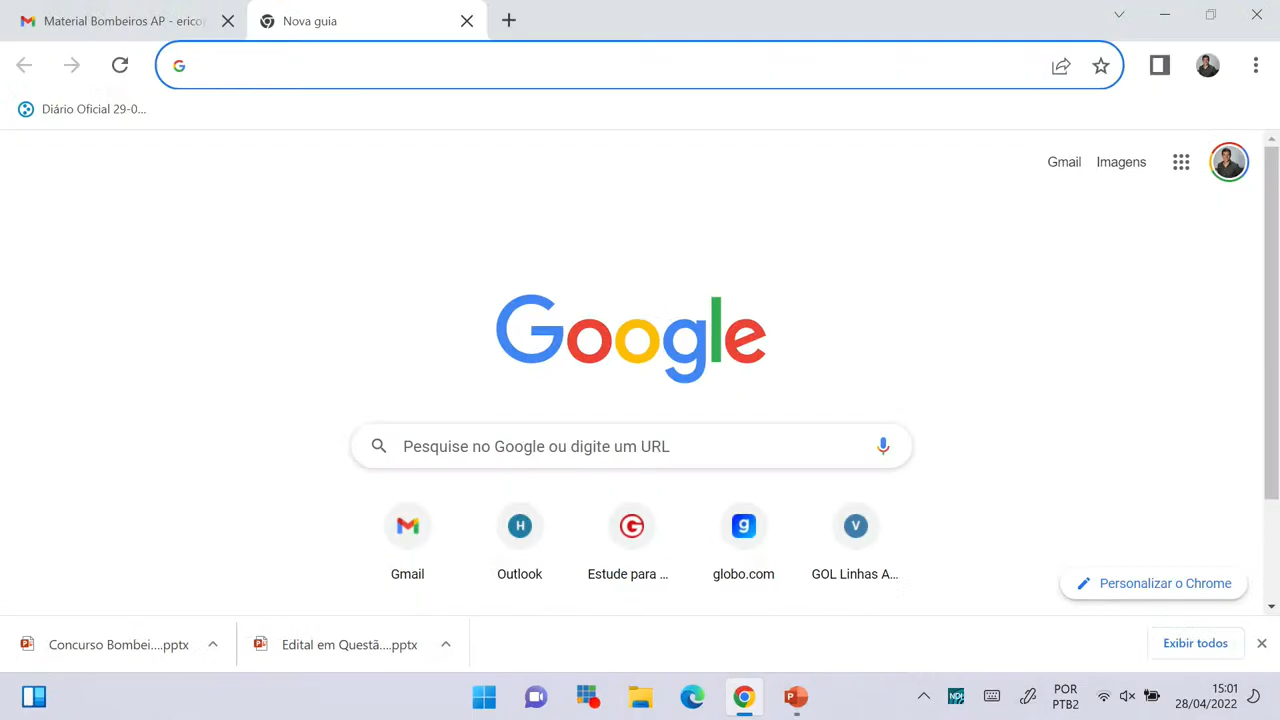 Material Bombeiros AP - erico
Nova guia
Diário Oficial 29-0...
Gmail
Imagens
Google
Pesquise no Google ou digite um URL
H
g
V
Gmail
Outlook
Estude para ...
globo.com
GOL Linhas A...
Personalizar o Chrome
Concurso Bombei....pptx
Edital em Questã....pptx
Exibir todos
POR
PTB2
15:01
28/04/2022